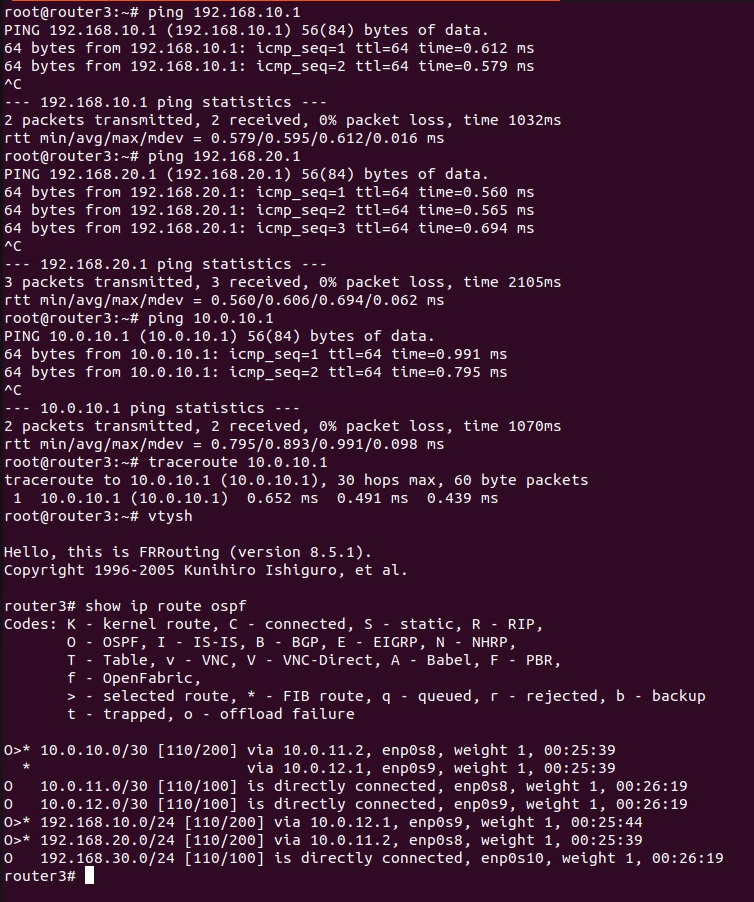 root@router3:~# ping 192.168.10.1
PING 192.168.10.1 (192.168.10.1) 56(84) bytes of data.
64 bytes from 192.168.10.1: icmp_seq=1 ttl=64 time=0.612 ms
64 bytes from 192.168.10.1: icmp_seq=2 ttl=64 time=0.579 ms
^C
--- 192.168.10.1 ping statistics ---
2 packets transmitted, 2 received, 0% packet loss, time 1032ms
rtt min/avg/max/mdev = 0.579/0.595/0.612/0.016 ms
root@router3:~# ping 192.168.20.1
PING 192.168.20.1 (192.168.20.1) 56(84) bytes of data.
64 bytes from 192.168.20.1: icmp_seq=1 ttl=64 time=0.560 ms
64 bytes from 192.168.20.1: icmp_seq=2 ttl=64 time=0.565 ms
64 bytes from 192.168.20.1: icmp_seq=3 ttl=64 time=0.694 ms
^C
--- 192.168.20.1 ping statistics ---
3 packets transmitted, 3 received, 0% packet loss, time 2105ms
rtt min/avg/max/mdev = 0.560/0.606/0.694/0.062 ms
root@router3:~# ping 10.0.10.1
PING 10.0.10.1 (10.0.10.1) 56(84) bytes of data.
64 bytes from 10.0.10.1: icmp_seq=1 ttl=64 time=0.991 ms
64 bytes from 10.0.10.1: icmp_seq=2 ttl=64 time=0.795 ms
^C
--- 10.0.10.1 ping statistics ---
2 packets transmitted, 2 received, 0% packet loss, time 1070ms
rtt min/avg/max/mdev = 0.795/0.893/0.991/0.098 ms
root@router3:~# traceroute 10.0.10.1
traceroute to 10.0.10.1 (10.0.10.1), 30 hops max, 60 byte packets
 1  10.0.10.1 (10.0.10.1)  0.652 ms  0.491 ms  0.439 ms
root@router3:~# vtysh

Hello, this is FRRouting (version 8.5.1).
Copyright 1996-2005 Kunihiro Ishiguro, et al.

router3# show ip route ospf
Codes: K - kernel route, C - connected, S - static, R - RIP,
       O - OSPF, I - IS-IS, B - BGP, E - EIGRP, N - NHRP,
       T - Table, v - VNC, V - VNC-Direct, A - Babel, F - PBR,
       f - OpenFabric,
       > - selected route, * - FIB route, q - queued, r - rejected, b - backup
       t - trapped, o - offload failure

O>* 10.0.10.0/30 [110/200] via 10.0.11.2, enp0s8, weight 1, 00:25:39
  *                        via 10.0.12.1, enp0s9, weight 1, 00:25:39
O   10.0.11.0/30 [110/100] is directly connected, enp0s8, weight 1, 00:26:19
O   10.0.12.0/30 [110/100] is directly connected, enp0s9, weight 1, 00:26:19
O>* 192.168.10.0/24 [110/200] via 10.0.12.1, enp0s9, weight 1, 00:25:44
O>* 192.168.20.0/24 [110/200] via 10.0.11.2, enp0s8, weight 1, 00:25:39
O   192.168.30.0/24 [110/100] is directly connected, enp0s10, weight 1, 00:26:19
router3#